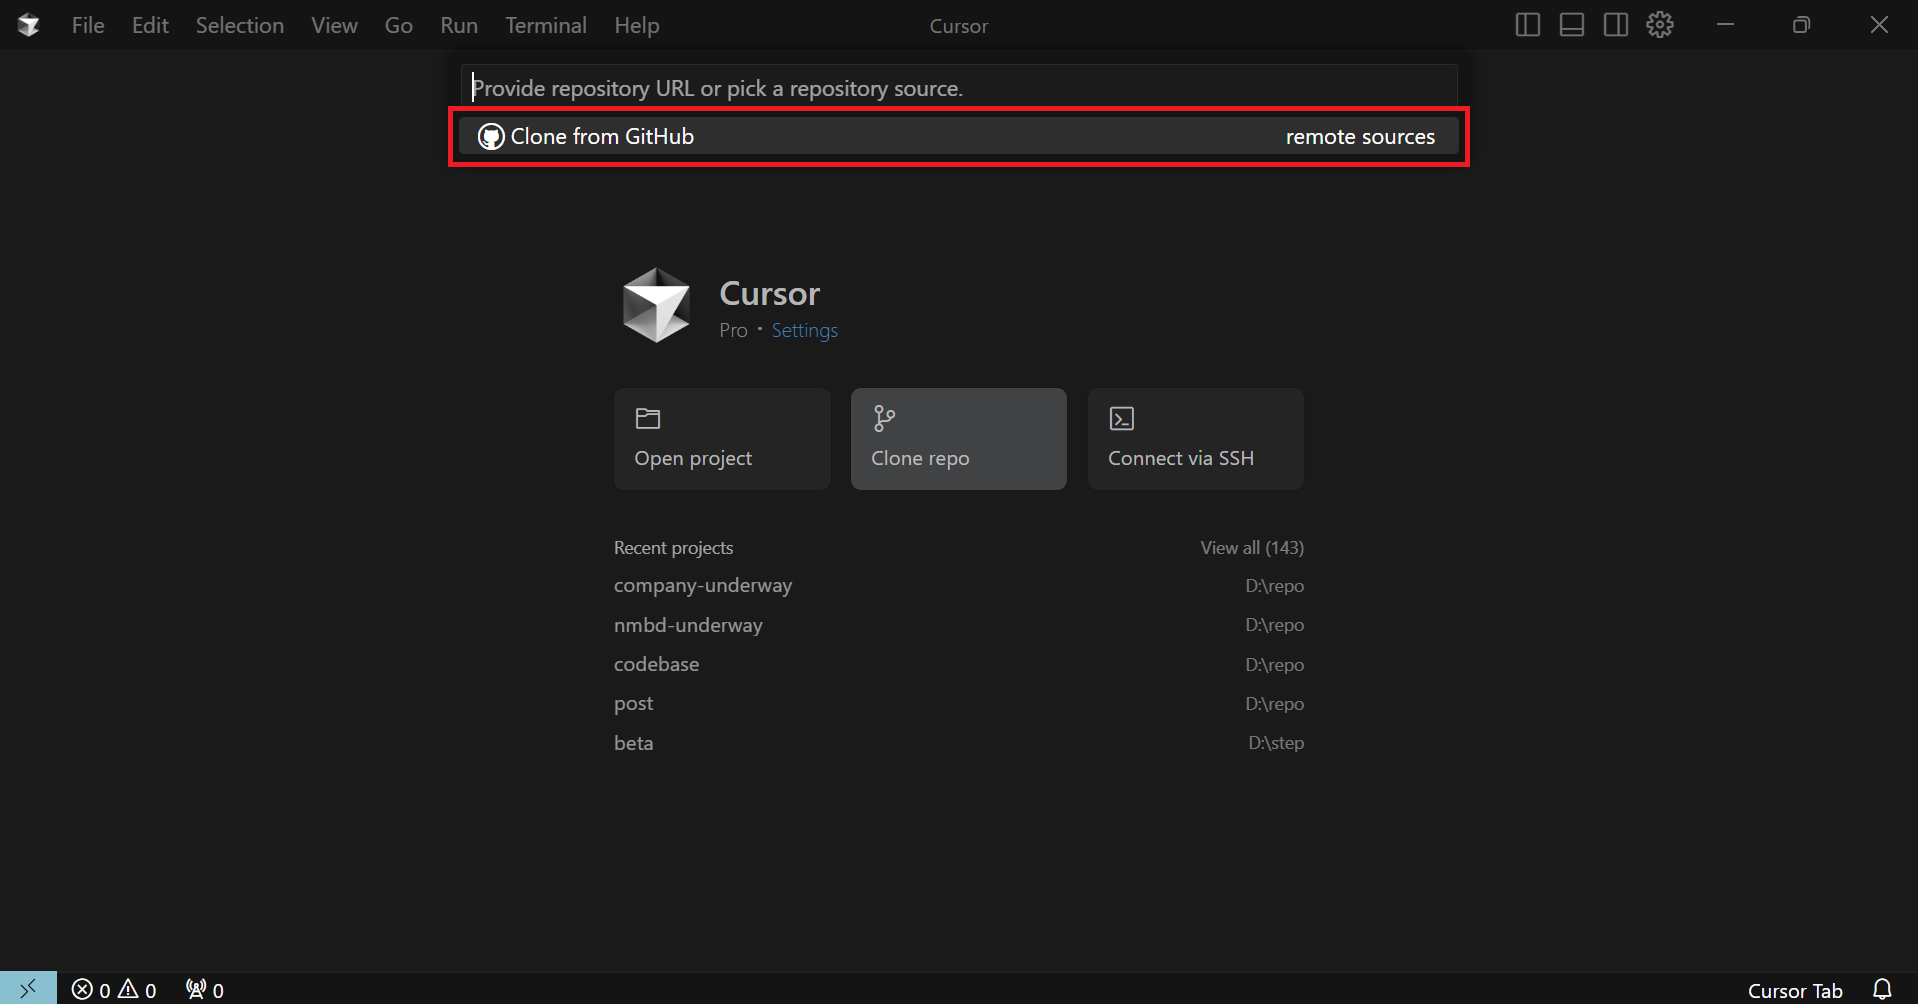 File Edit Selection View Go Run Terminal Help Cursor
Provide repository URL or pick a repository source.
Clone from GitHub remote sources
Cursor
Pro • Settings
Open project Clone repo Connect via SSH
Recent projects View all (143)
company-underway D:\repo
nmbd-underway D:\repo
codebase D:\repo
post D:\repo
beta D:\step
0 0 0 Cursor Tab